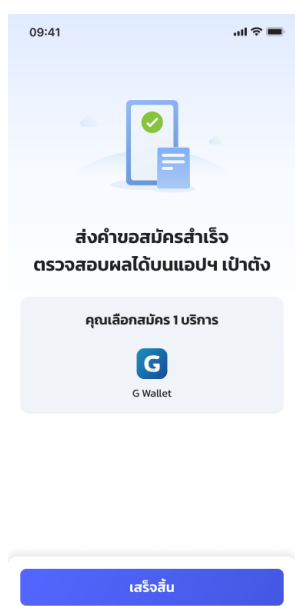 09:41
ส่งคำขอสมัครสำเร็จ
ตรวจสอบผลได้บนแอปฯ เป๋าตัง
คุณเลือกสมัคร 1 บริการ
G
G Wallet
เสร็จสิ้น